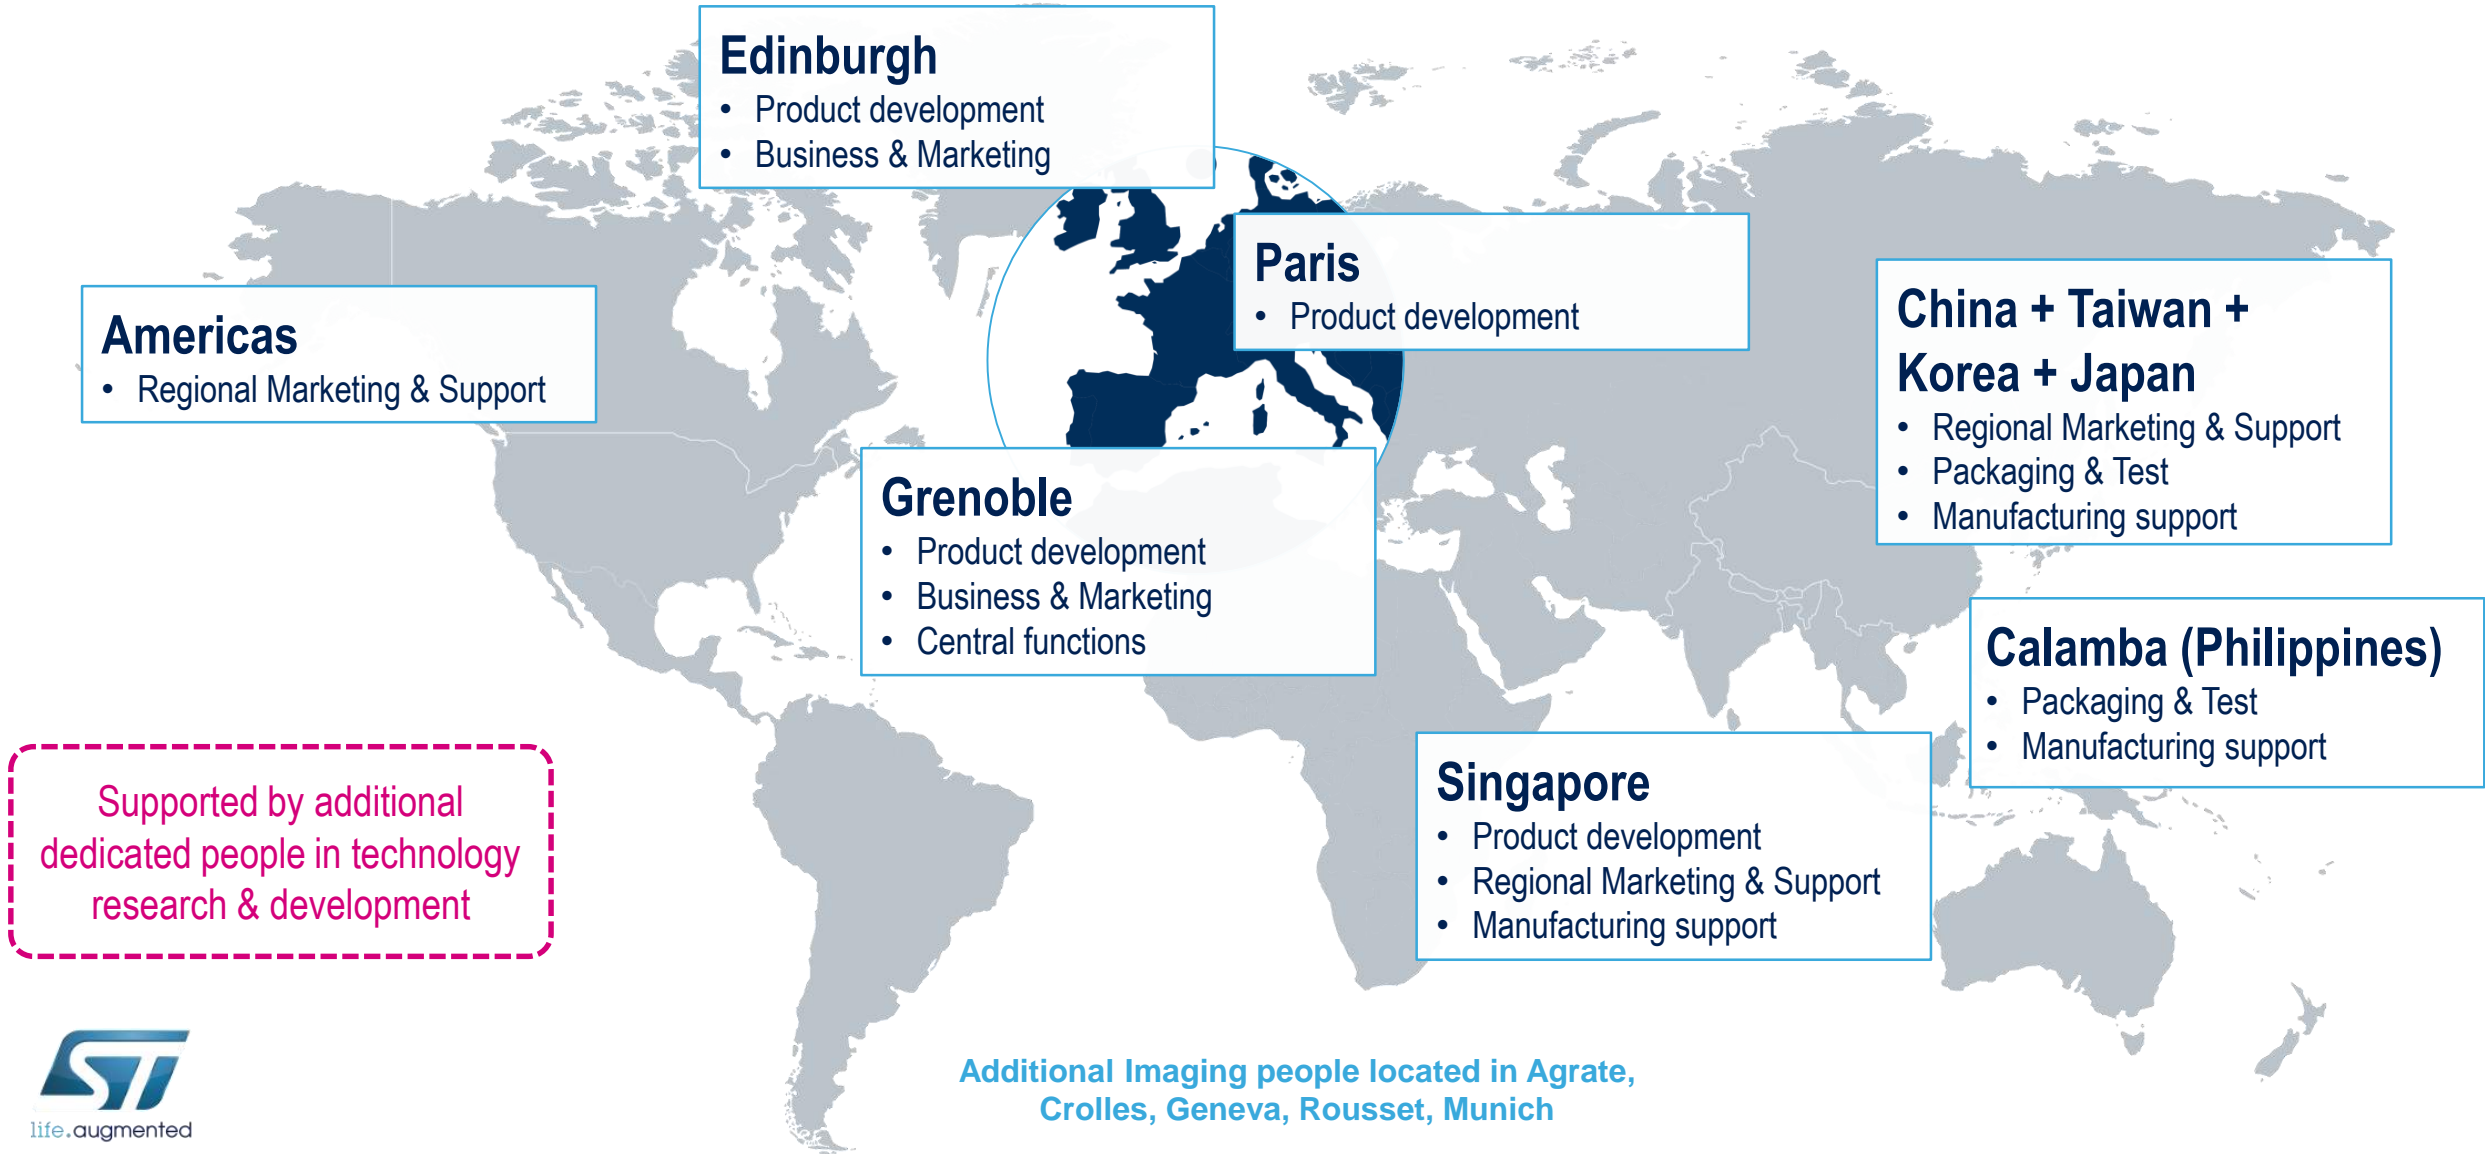 Edinburgh
• Product development
• Business & Marketing
Paris
• Product development
Americas
• Regional Marketing & Support
China + Taiwan +
Korea + Japan
• Regional Marketing & Support
• Packaging & Test
• Manufacturing support
Grenoble
• Product development
• Business & Marketing
• Central functions
Calamba (Philippines)
• Packaging & Test
• Manufacturing support
Singapore
• Product development
• Regional Marketing & Support
• Manufacturing support
Supported by additional
dedicated people in technology
research & development
ST
life.augmented
Additional Imaging people located in Agrate,
Crolles, Geneva, Rousset, Munich